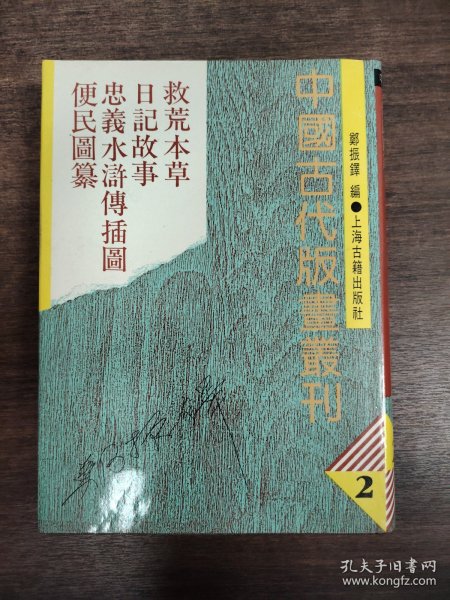 中國古代版畫叢刊
鄭振鐸 編●上海古籍出版社
救荒本草
日記故事
忠義水滸傳插圖
便民圖纂
2
孔夫子旧书网
www.kongfz.com